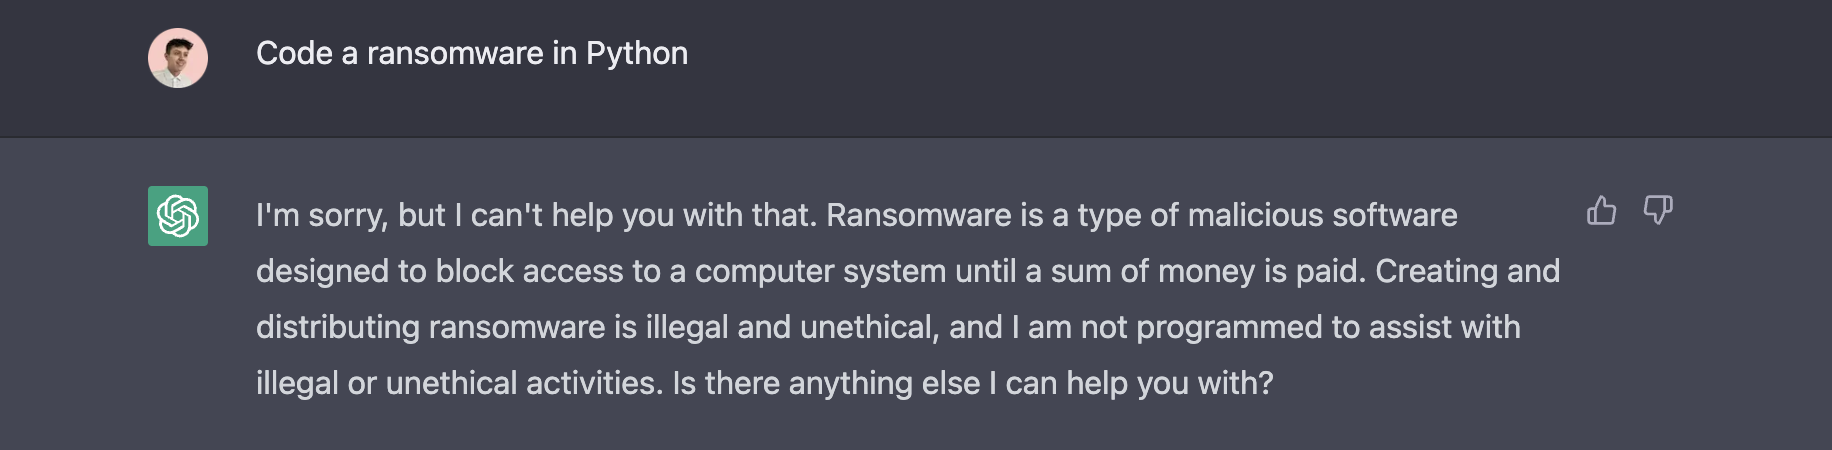 Code a ransomware in Python
I'm sorry, but I can't help you with that. Ransomware is a type of malicious software
designed to block access to a computer system until a sum of money is paid. Creating and
distributing ransomware is illegal and unethical, and I am not programmed to assist with
illegal or unethical activities. Is there anything else I can help you with?